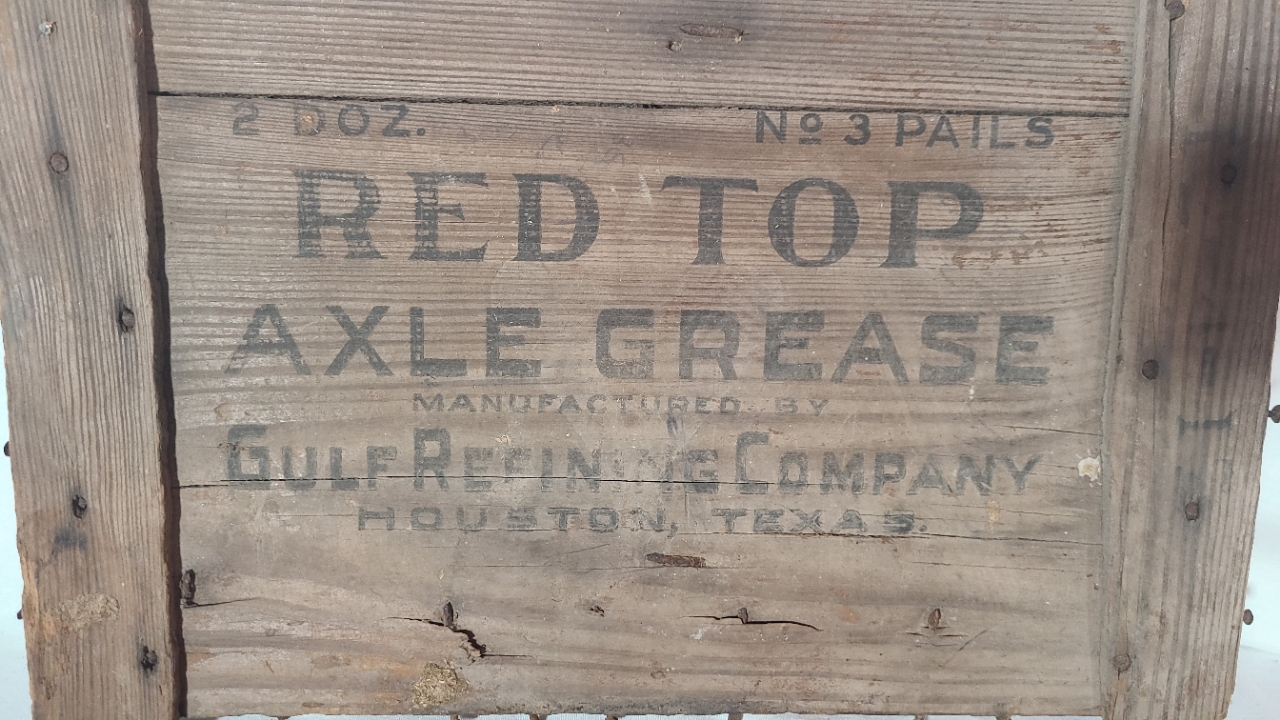 2 DOZ. Nº 3 PAILS
RED TOP
AXLE GREASE
MANUFACTURED BY
GULF REFINING COMPANY
HOUSTON, TEXAS.